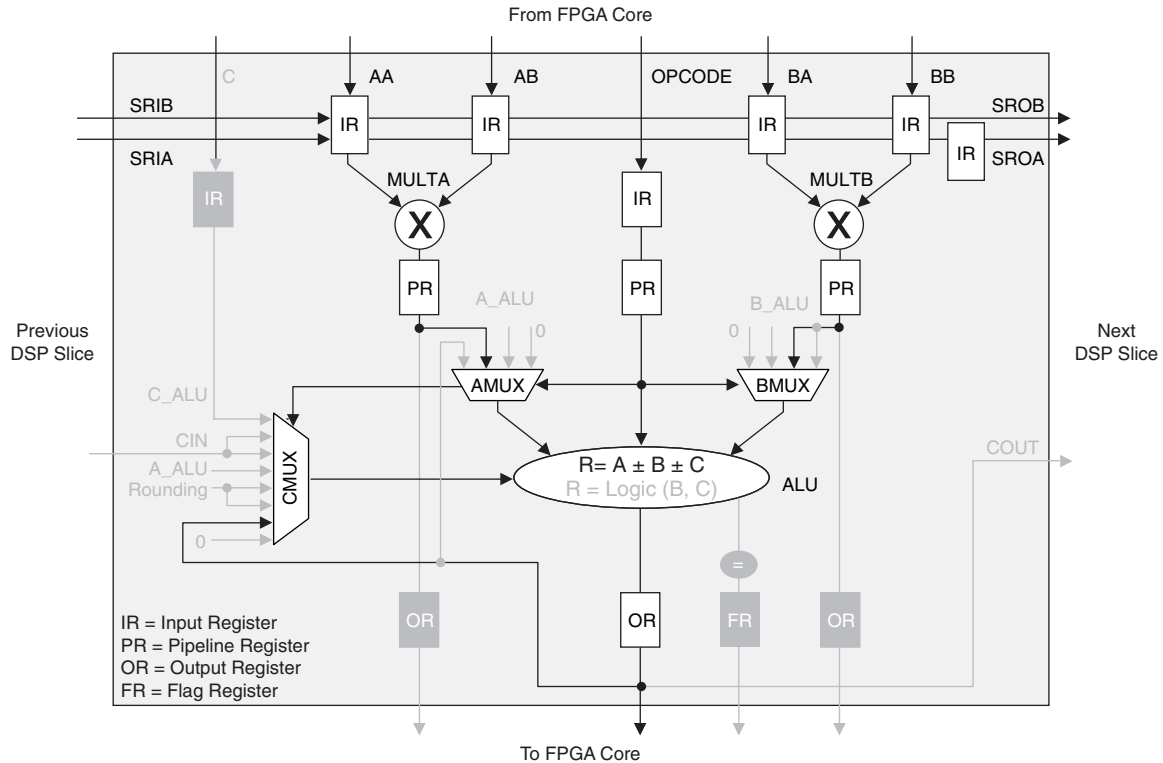 From FPGA Core
C
AA
AB
OPCODE
BA
BB
SRIB
SROB
IR
IR
IR
IR
IR
SRIA
SROA
IR
MULTA
IR
MULTB
X
X
PR
PR
PR
A_ALU
B_ALU
0
0
Previous
DSP Slice
Next
DSP Slice
AMUX
BMUX
C_ALU
CIN
A_ALU
Rounding
0
CMUX
R= A ± B ± C
R = Logic (B, C)
ALU
COUT
=
OR
OR
FR
OR
IR = Input Register
PR = Pipeline Register
OR = Output Register
FR = Flag Register
To FPGA Core